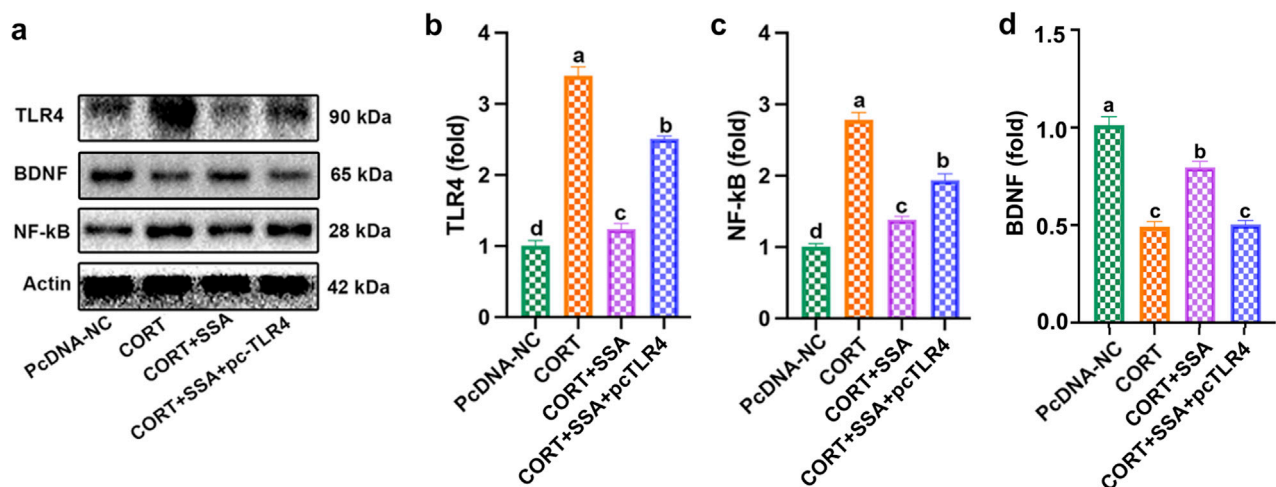 a
TLR4 90 kDa
BDNF 65 kDa
NF-kB 28 kDa
Actin 42 kDa
PcDNA-NC
CORT
CORT+SSA
CORT+SSA+pc-TLR4
b
TLR4 (fold)
4
3
2
1
0
d
a
c
b
PcDNA-NC
CORT
CORT+SSA
CORT+SSA+pcTLR4
c
NF-kB (fold)
4
3
2
1
0
d
a
c
b
PcDNA-NC
CORT
CORT+SSA
CORT+SSA+pcTLR4
d
BDNF (fold)
1.5
1.0
0.5
0.0
a
c
b
c
PcDNA-NC
CORT
CORT+SSA
CORT+SSA+pcTLR4